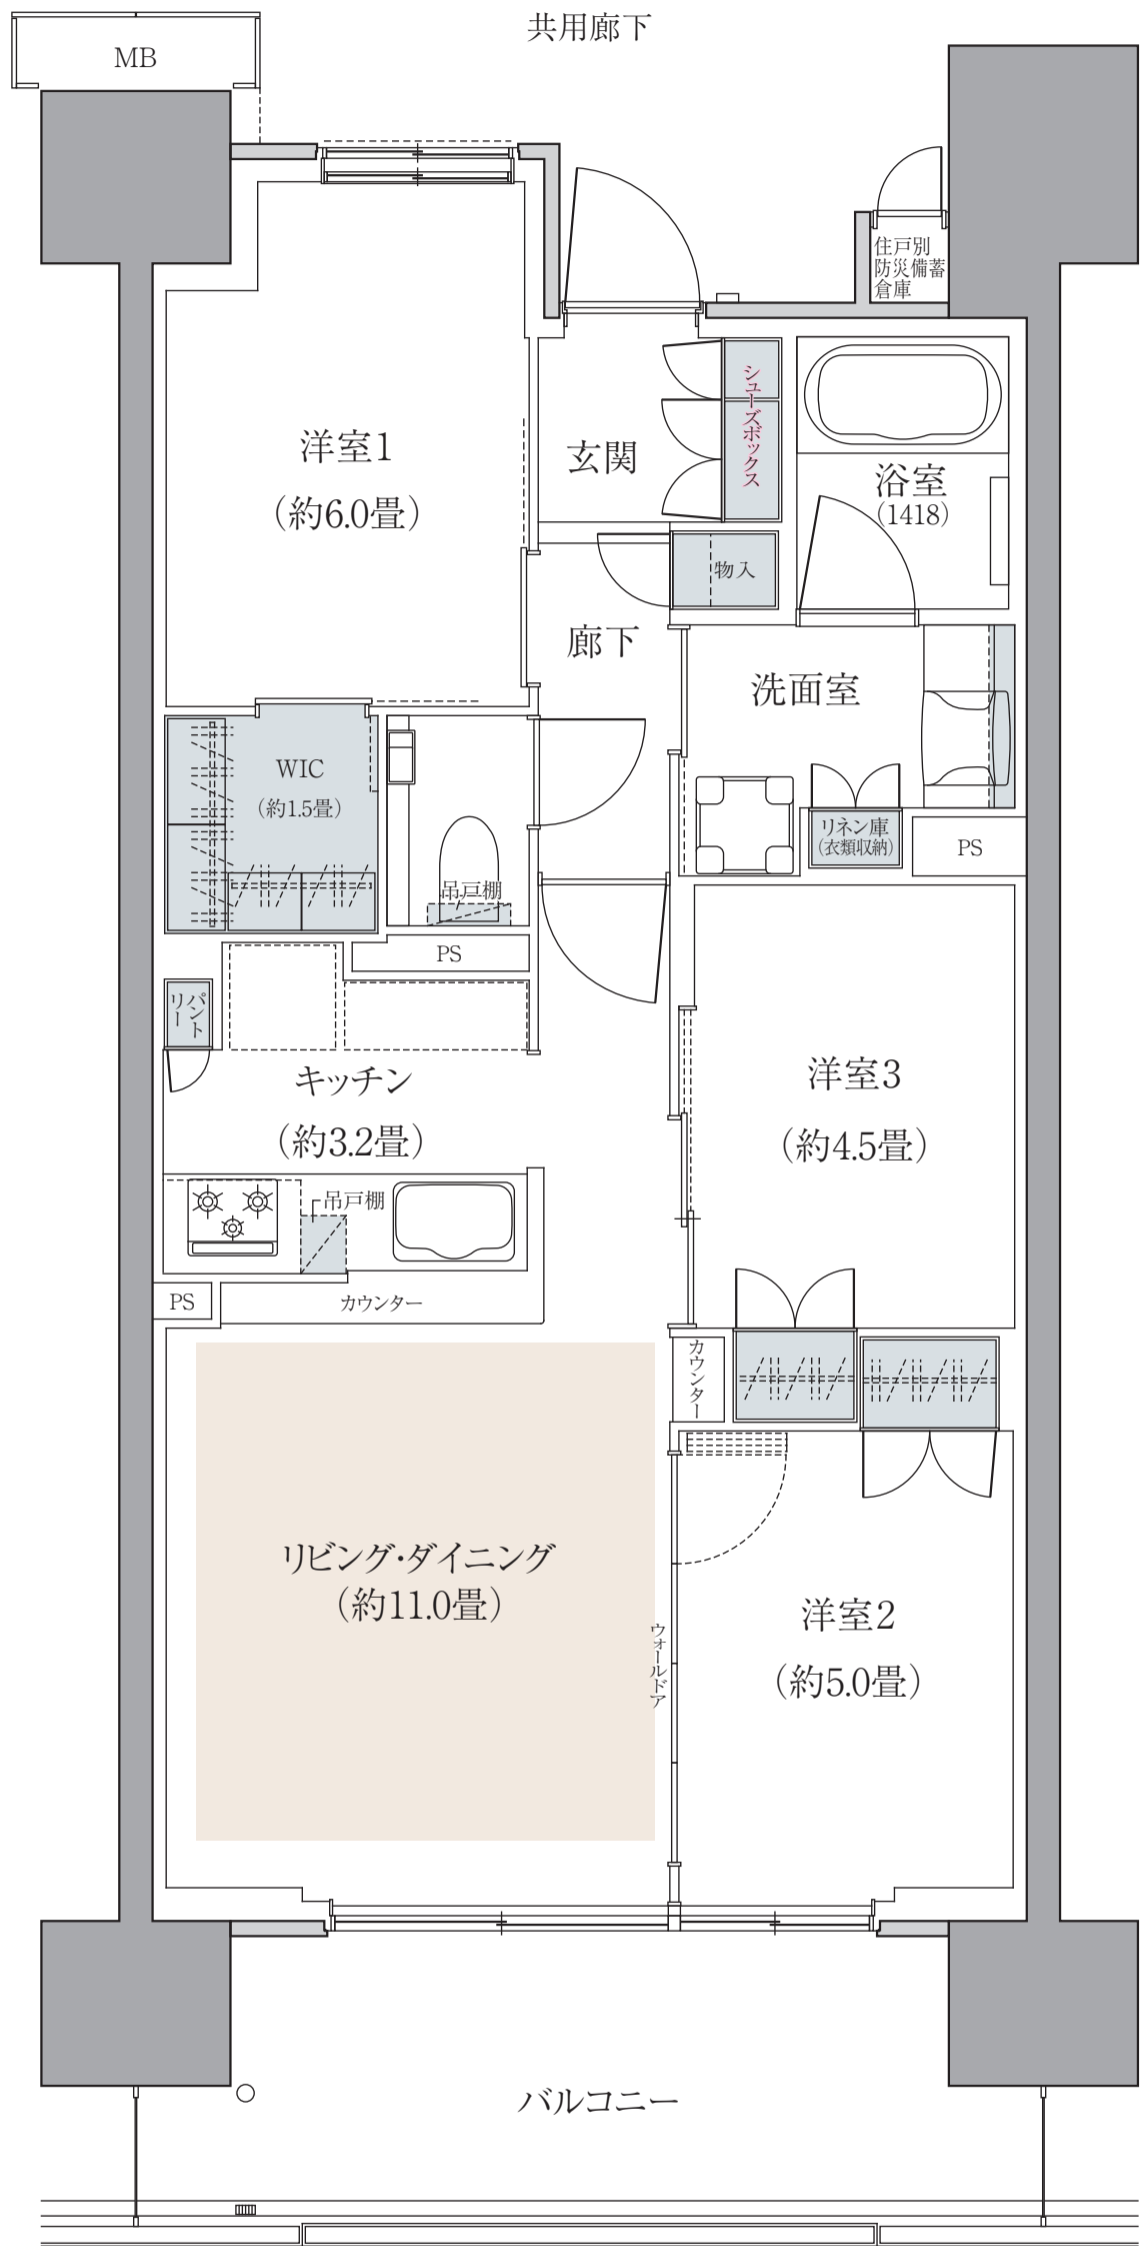 共用廊下
MB
住戸別
防災備蓄
倉庫
シューズボックス
洋室1
(約6.0畳)
玄関
浴室
(1418)
物入
廊下
洗面室
WIC
(約1.5畳)
リネン庫
(衣類収納)
PS
吊戸棚
PS
パント
リー
キッチン
(約3.2畳)
洋室3
(約4.5畳)
吊戸棚
PS
カウンター
カウンター
リビング・ダイニング
(約11.0畳)
ウォールドア
洋室2
(約5.0畳)
バルコニー